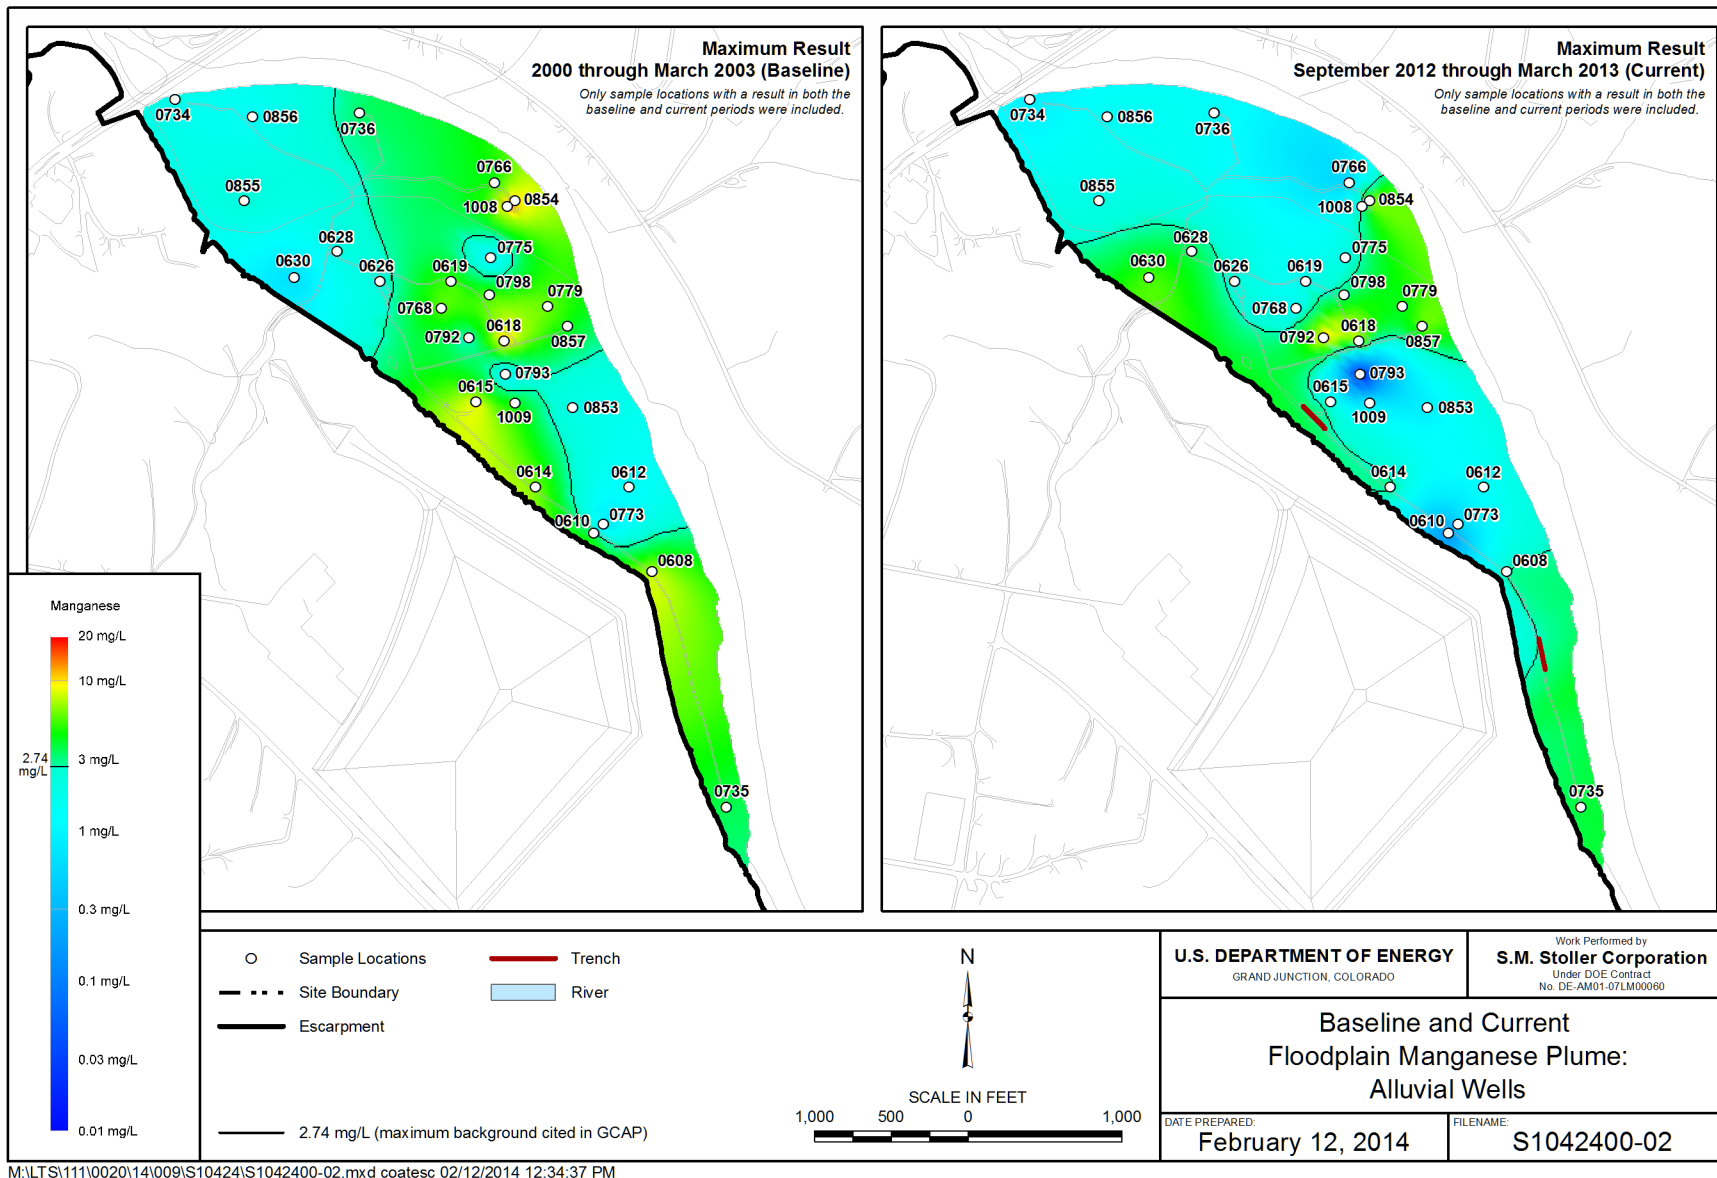 Maximum Result
2000 through March 2003 (Baseline)
Only sample locations with a result in both the
baseline and current periods were included.
0734
0856
0736
0766
0855
0854
1008
0628
0775
0630
0626
0619
0798
0768
0779
0618
0792
0857
0793
0615
1009
0853
0614
0612
0610
0773
0608
0735
Maximum Result
September 2012 through March 2013 (Current)
Only sample locations with a result in both the
baseline and current periods were included.
0734
0856
0736
0766
0855
0854
1008
0628
0775
0630
0626
0619
0798
0768
0779
0618
0792
0857
0793
0615
1009
0853
0614
0612
0610
0773
0608
0735
Manganese
20 mg/L
10 mg/L
2.74
mg/L
3 mg/L
1 mg/L
0.3 mg/L
0.1 mg/L
0.03 mg/L
0.01 mg/L
Sample Locations
Trench
Site Boundary
River
Escarpment
2.74 mg/L (maximum background cited in GCAP)
N
SCALE IN FEET
1,000 500 0 1,000
U.S. DEPARTMENT OF ENERGY
GRAND JUNCTION, COLORADO
Work Performed by
S.M. Stoller Corporation
Under DOE Contract
No. DE-AM01-07LM00060
Baseline and Current
Floodplain Manganese Plume:
Alluvial Wells
DATE PREPARED:
February 12, 2014
FILENAME:
S1042400-02
M:\LTS\111\0020\14\009\S10424\S1042400-02.mxd coatesc 02/12/2014 12:34:37 PM